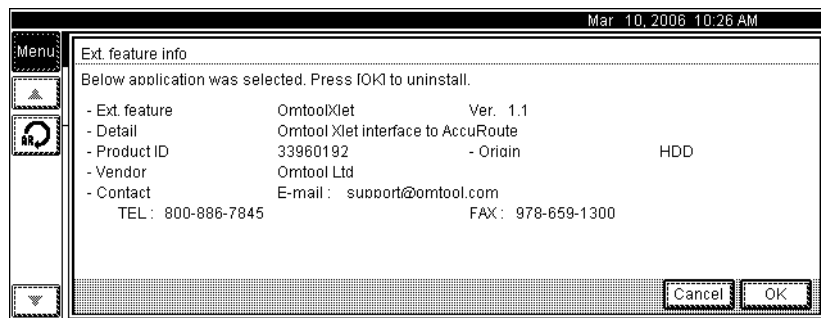 Mar 10, 2006 10:26 AM
Menu
Ext. feature info
Below application was selected. Press [OK] to uninstall.
- Ext. feature OmtoolXlet Ver. 1.1
- Detail Omtool Xlet interface to AccuRoute
AR
- Product ID 33960192 - Origin HDD
- Vendor Omtool Ltd
- Contact E-mail : support@omtool.com
TEL : 800-886-7845 FAX : 978-659-1300
Cancel OK